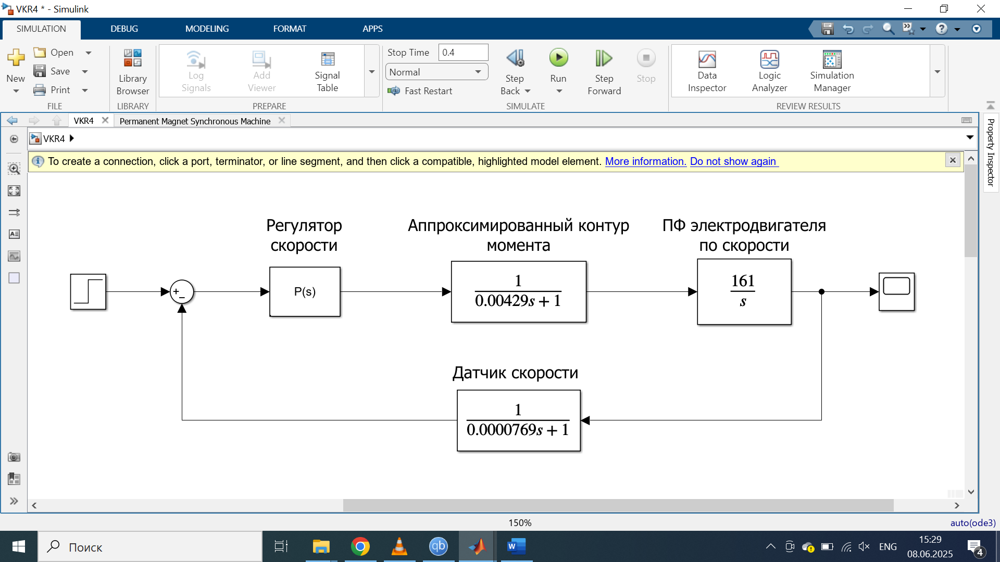 VKR4 * - Simulink
SIMULATION DEBUG MODELING FORMAT APPS
New
Open
Save
Print
FILE
Library Browser
LIBRARY
Log Signals
Add Viewer
Signal Table
PREPARE
Stop Time 0.4
Normal
Fast Restart
Step Back
Run
Step Forward
Stop
SIMULATE
Data Inspector
Logic Analyzer
Simulation Manager
REVIEW RESULTS
VKR4 Permanent Magnet Synchronous Machine
Property Inspector
VKR4
To create a connection, click a port, terminator, or line segment, and then click a compatible, highlighted model element. More information. Do not show again
Регулятор
скорости
Аппроксимированный контур
момента
ПФ электродвигателя
по скорости
+
−
P(s)
1
0.00429s + 1
161
s
Датчик скорости
1
0.0000769s + 1
150%
auto(ode3)
Поиск
qb
W
ENG
15:29
08.06.2025
4